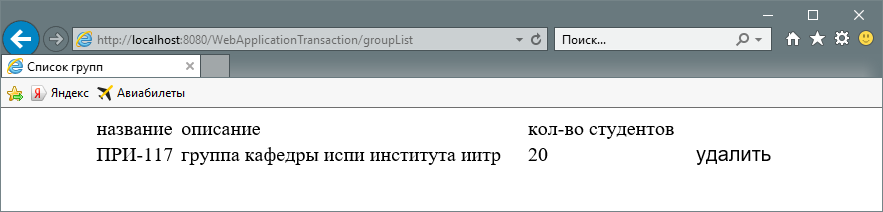 http://localhost:8080/WebApplicationTransaction/groupList
Поиск...
Список групп
Яндекс
Авиабилеты
название описание кол-во студентов
ПРИ-117 группа кафедры испи института иитр 20 удалить